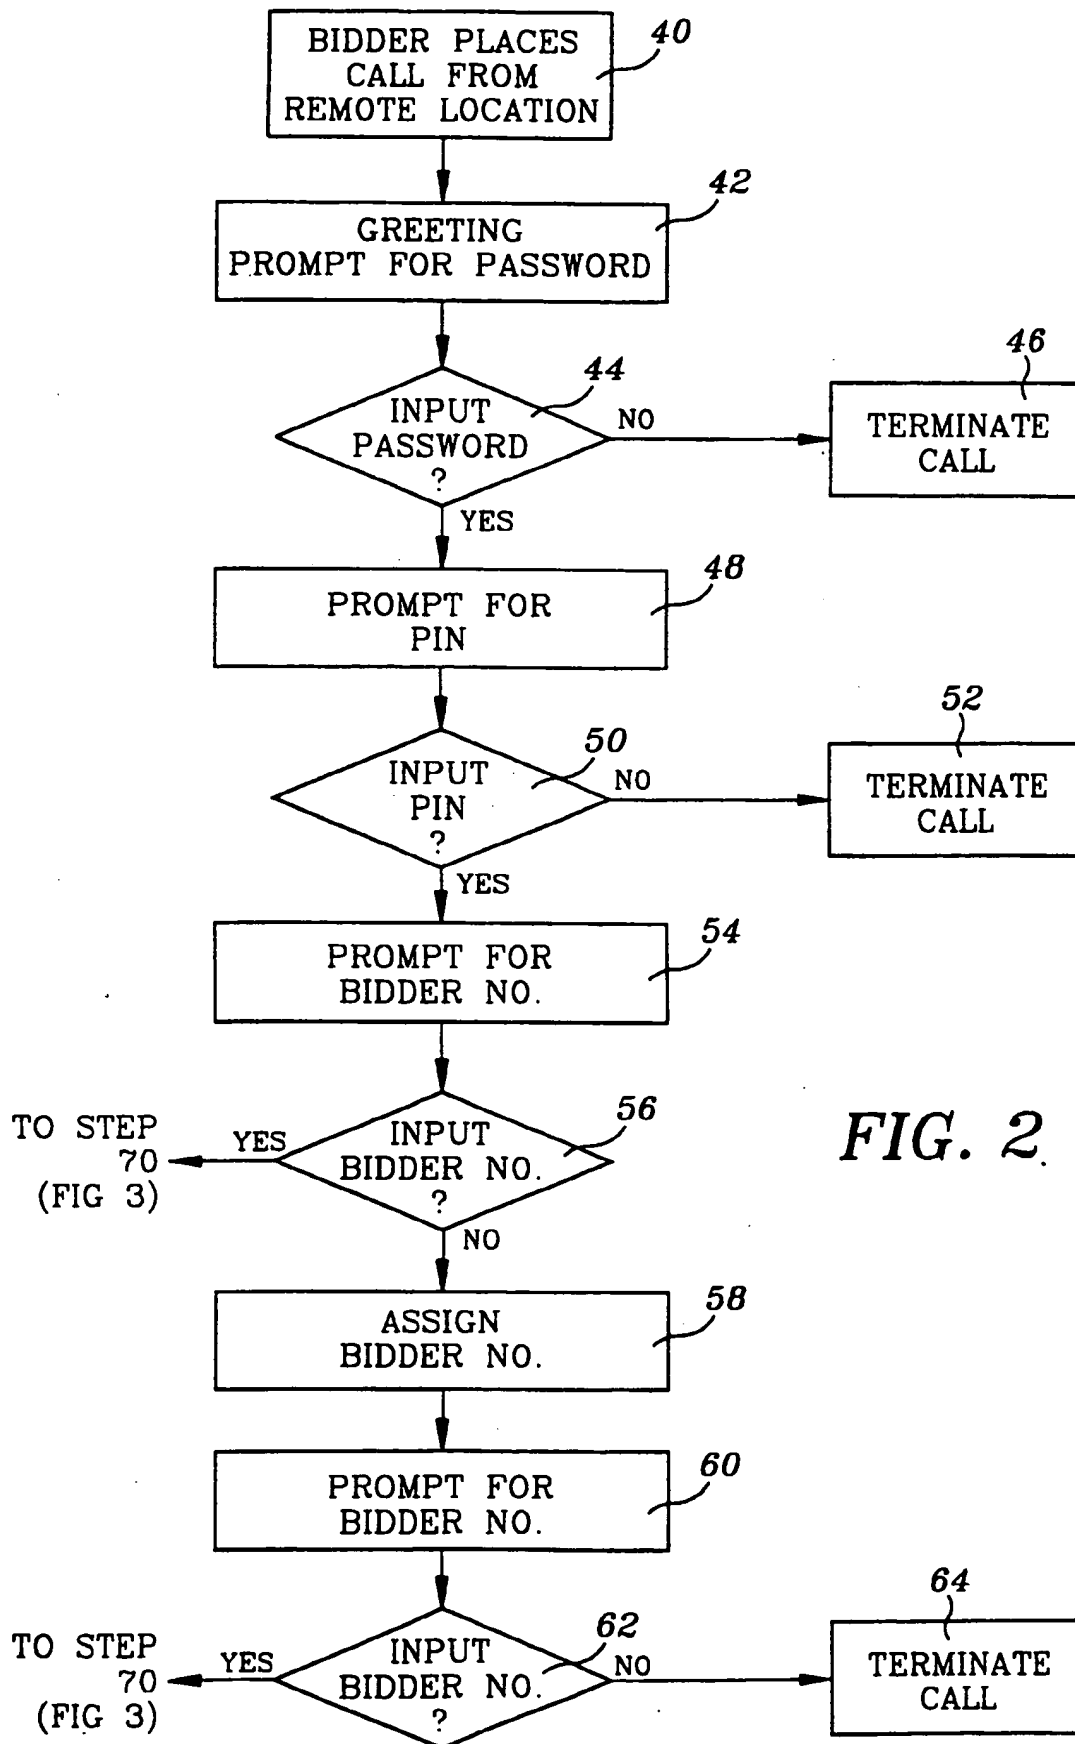 40
BIDDER PLACES
CALL FROM
REMOTE LOCATION
42
GREETING
PROMPT FOR PASSWORD
44
INPUT
PASSWORD
?
NO
46
TERMINATE
CALL
YES
48
PROMPT FOR
PIN
50
INPUT
PIN
?
NO
52
TERMINATE
CALL
YES
54
PROMPT FOR
BIDDER NO.
56
INPUT
BIDDER NO.
?
YES
TO STEP
70
(FIG 3)
FIG. 2
NO
58
ASSIGN
BIDDER NO.
60
PROMPT FOR
BIDDER NO.
62
INPUT
BIDDER NO.
?
YES
TO STEP
70
(FIG 3)
NO
64
TERMINATE
CALL